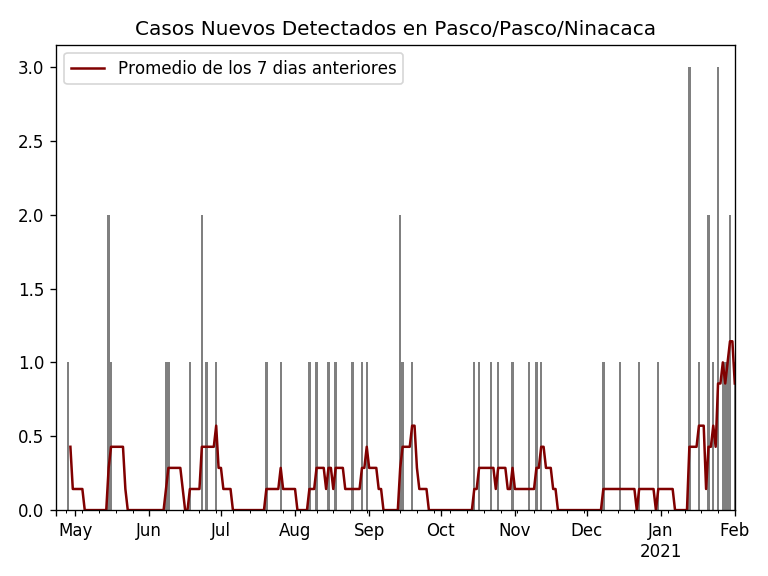 Casos Nuevos Detectados en Pasco/Pasco/Ninacaca
Promedio de los 7 dias anteriores
3.0
2.5
2.0
1.5
1.0
0.5
0.0
May Jun Jul Aug Sep Oct Nov Dec Jan Feb
2021